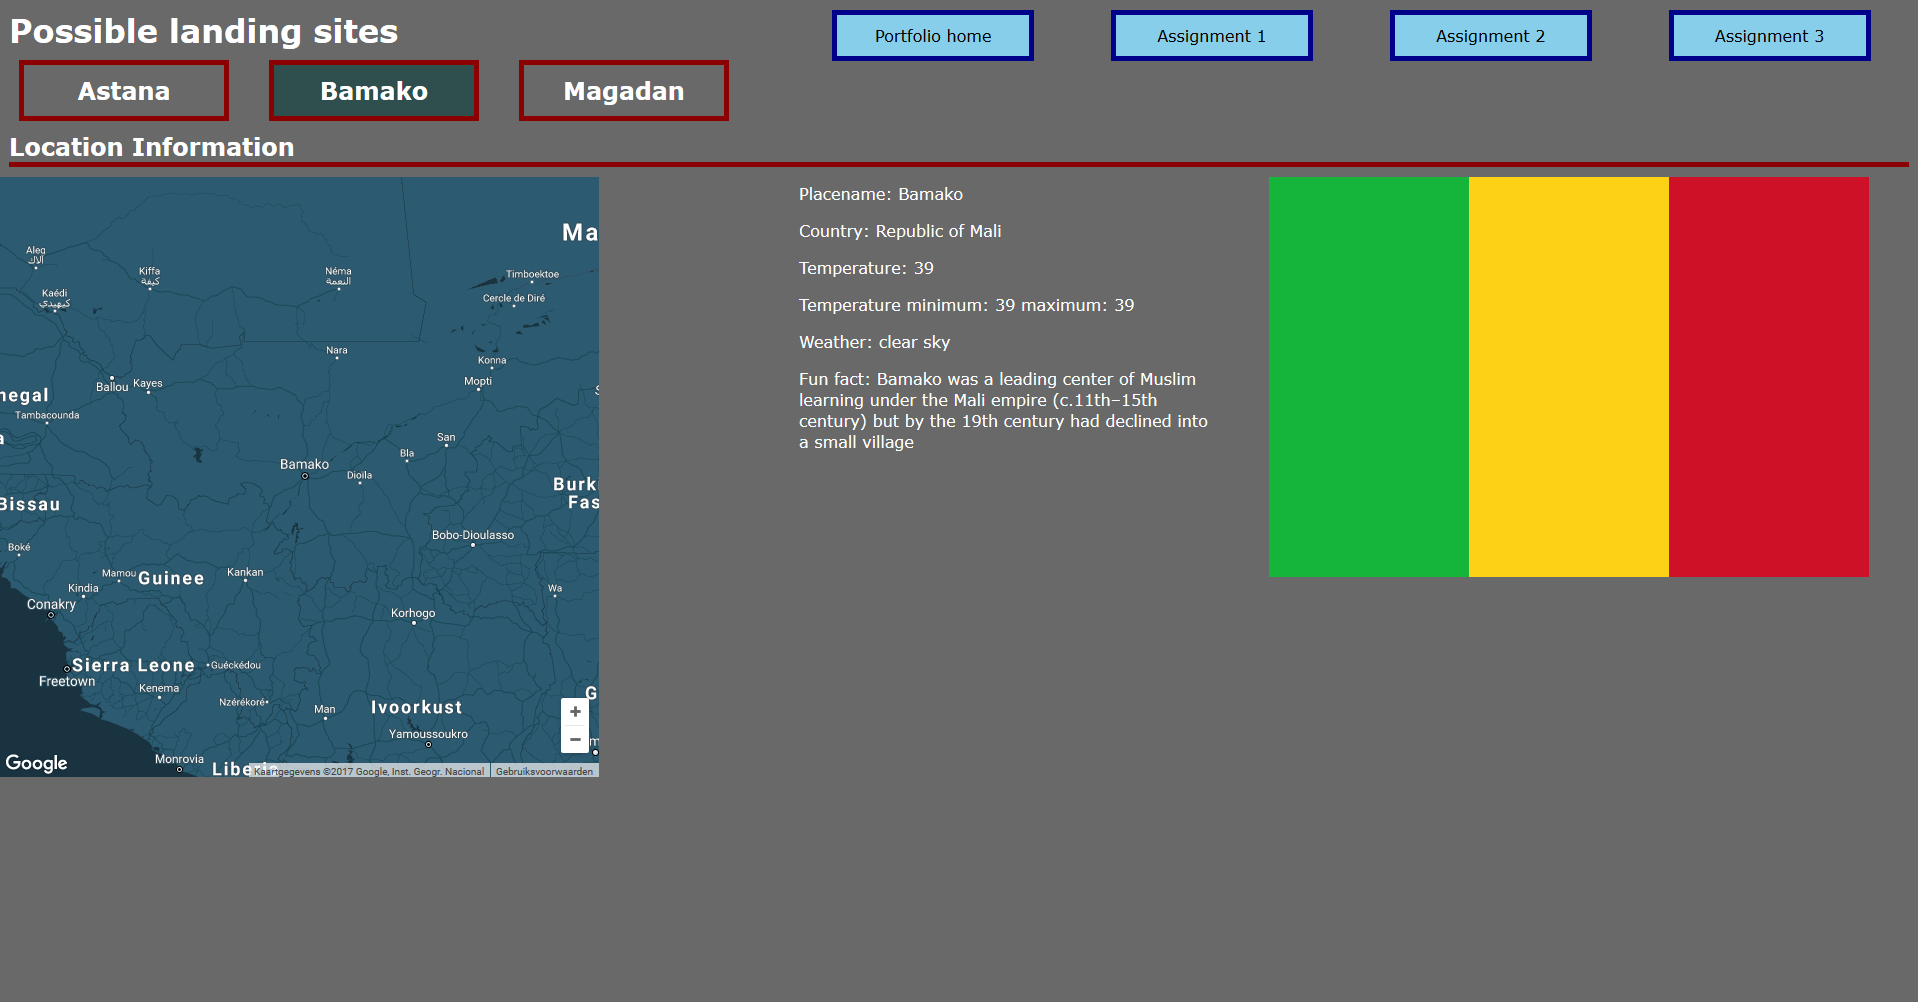 Possible landing sites
Portfolio home
Assignment 1
Assignment 2
Assignment 3
Astana
Bamako
Magadan
Location Information
Placename: Bamako
Country: Republic of Mali
Temperature: 39
Temperature minimum: 39 maximum: 39
Weather: clear sky
Fun fact: Bamako was a leading center of Muslim
learning under the Mali empire (c.11th–15th
century) but by the 19th century had declined into
a small village
Ma
Aleg
ألاك
Kiffa
كيفة
Néma
النعمة
Timboektoe
Kaédi
كيهيدي
Cercle de Diré
Nara
Konna
Ballou
Kayes
Mopti
negal
Tambacounda
San
Bla
Bamako
Dioïla
Burk
Fas
Bissau
Bobo-Dioulasso
Boké
Mamou
Guinee
Kankan
Kindia
Wa
Conakry
Korhogo
Sierra Leone
Guéckédou
Freetown
Kenema
G
Nzérékoré
Man
Ivoorkust
Yamoussoukro
Monrovia
Google
Liberia
Kaartgegevens ©2017 Google, Inst. Geogr. Nacional
Gebruiksvoorwaarden